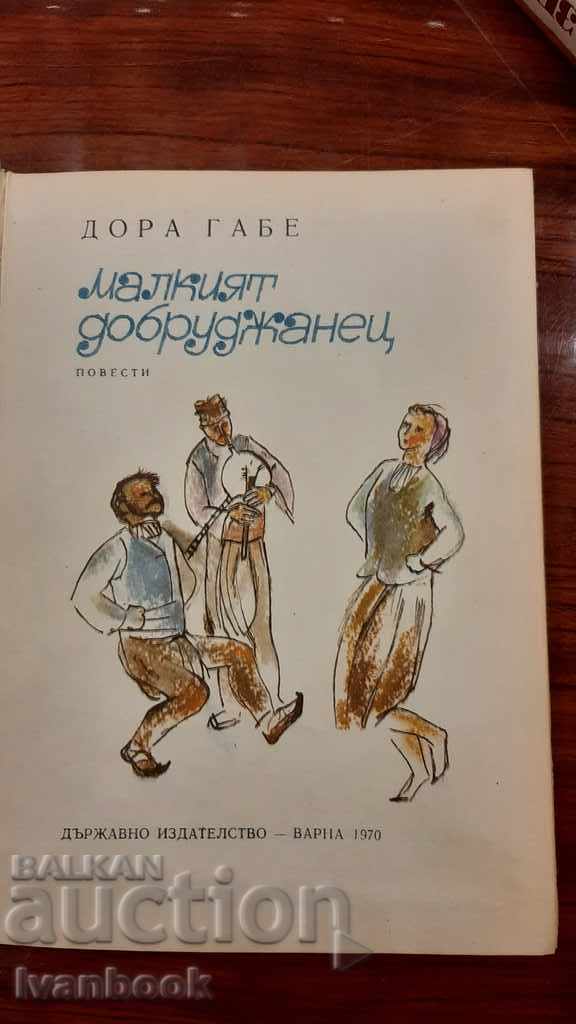 ДОРА ГАБЕ
малкият
добруджанец
ПОВЕСТИ
ДЪРЖАВНО ИЗДАТЕЛСТВО — ВАРНА 1970
BALKAN
auction
Ivanbook